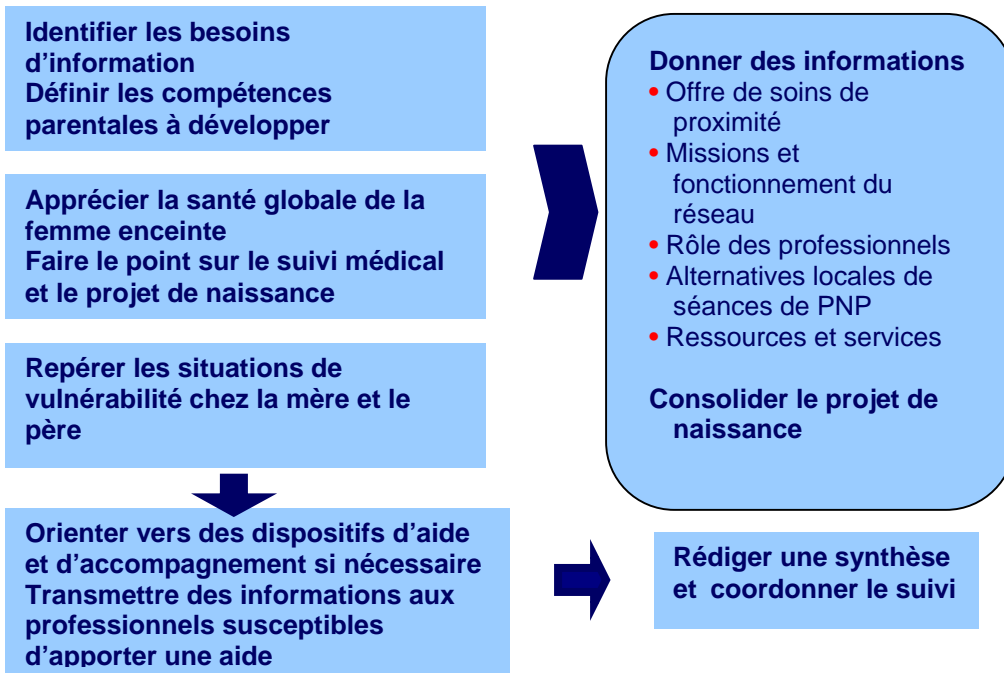 Identifier les besoins
d’information
Définir les compétences
parentales à développer
Apprécier la santé globale de la
femme enceinte
Faire le point sur le suivi médical
et le projet de naissance
Repérer les situations de
vulnérabilité chez la mère et le
père
Orienter vers des dispositifs d’aide
et d’accompagnement si nécessaire
Transmettre des informations aux
professionnels susceptibles
d’apporter une aide
Donner des informations
• Offre de soins de
proximité
• Missions et
fonctionnement du
réseau
• Rôle des professionnels
• Alternatives locales de
séances de PNP
• Ressources et services
Consolider le projet de
naissance
Rédiger une synthèse
et coordonner le suivi